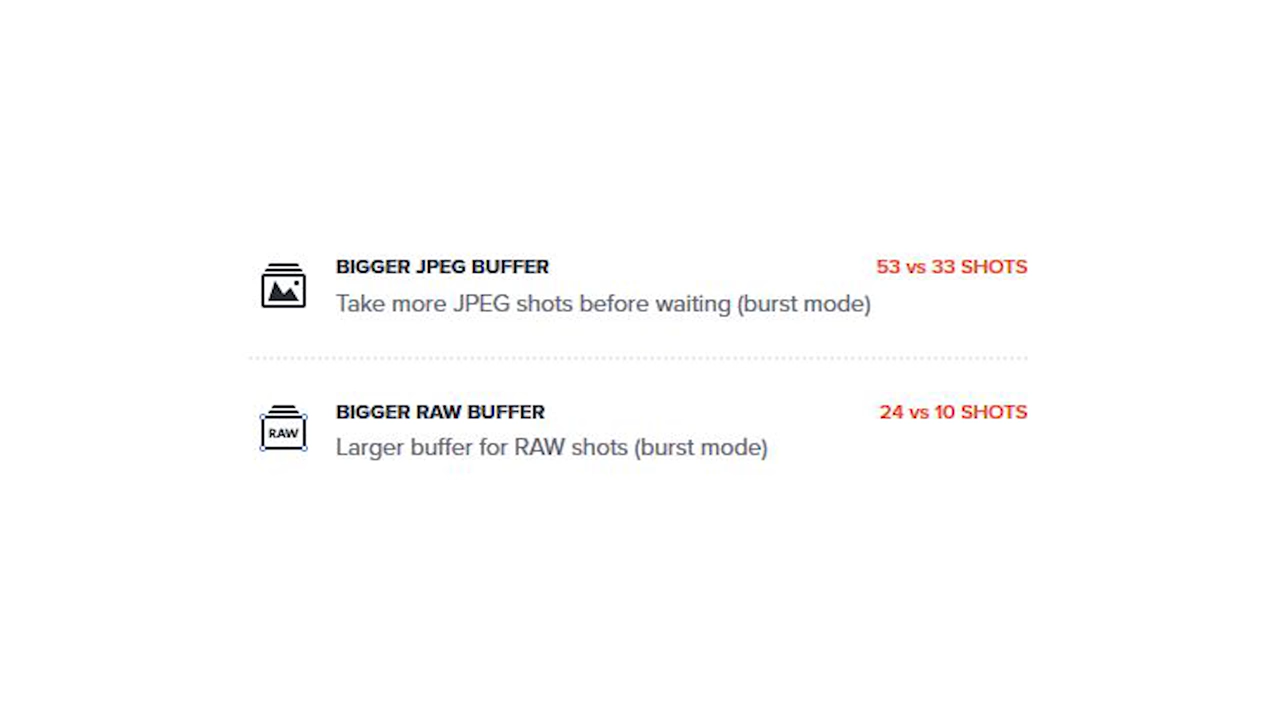 BIGGER JPEG BUFFER 53 vs 33 SHOTS
Take more JPEG shots before waiting (burst mode)
BIGGER RAW BUFFER 24 vs 10 SHOTS
RAW
Larger buffer for RAW shots (burst mode)